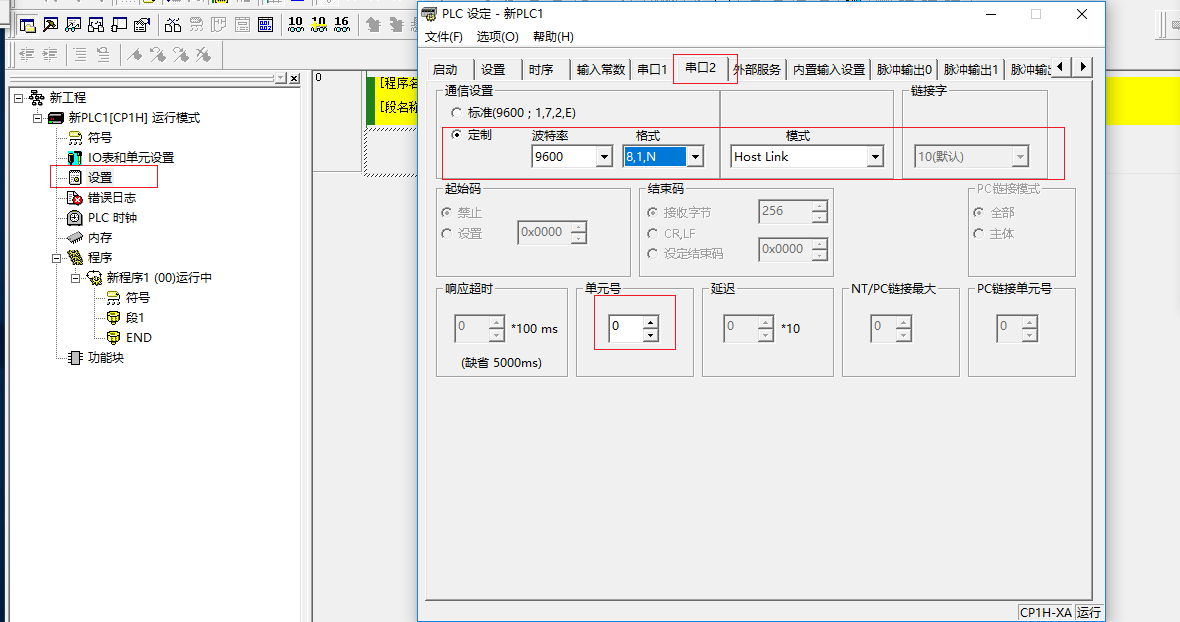 PLC 设定 - 新PLC1
文件(F) 选项(O) 帮助(H)
10 10 16
启动 设置 时序 输入常数 串口1 串口2 外部服务 内置输入设置 脉冲输出0 脉冲输出1
0
[程序名
[段名称
新工程
新PLC1[CP1H] 运行模式
符号
IO表和单元设置
设置
错误日志
PLC 时钟
内存
程序
新程序1 (00)运行中
符号
段1
END
功能块
通信设置
标准(9600 ; 1,7,2,E)
定制
波特率 格式 模式
9600 8,1,N Host Link
链接字
10(默认)
起始码
禁止
设置
0x0000
结束码
接收字节 256
CR,LF
设定结束码 0x0000
PC链接模式
全部
主体
响应超时
0 *100 ms
(缺省 5000ms)
单元号
0
延迟
0 *10
NT/PC链接最大
0
PC链接单元号
0
CP1H-XA 运行